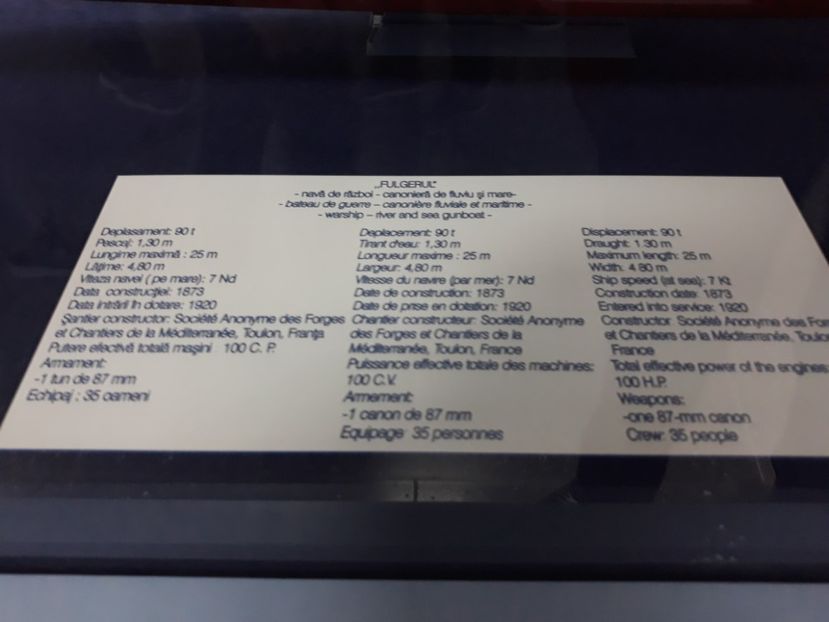 „FULGERUL"
- navă de război - canonieră de fluviu şi mare-
- bateau de guerre – canonière fluviale et maritime -
- warship – river and sea gunboat -
Deplasament: 90 t
Pescaj: 1,30 m
Lungime maximă : 25 m
Lăţime: 4,80 m
Viteza navei ( pe mare): 7 Nd
Data construcţiei: 1873
Data intrării în dotare: 1920
Şantier constructor: Société Anonyme des Forges
et Chantiers de la Méditerranée, Toulon, Franţa
Putere efectivă totală maşini : 100 C. P.
Armament:
-1 tun de 87 mm
Echipaj : 35 oameni
Deplacement: 90 t
Tirant d'eau: 1,30 m
Longueur maxime : 25 m
Largeur: 4,80 m
Vitesse du navire (par mer): 7 Nd
Date de construction: 1873
Date de prise en dotation: 1920
Chantier constructeur: Société Anonyme
des Forges et Chantiers de la
Méditerranée, Toulon, France
Puissance effective totale des machines:
100 C.V.
Armement:
-1 canon de 87 mm
Equipage: 35 personnes
Displacement: 90 t
Draught: 1.30 m
Maximum length: 25 m
Width: 4.80 m
Ship speed (at sea): 7 Kt
Construction date: 1873
Entered into service: 1920
Constructor: Société Anonyme des For
et Chantiers de la Méditerranée, Toulo
France
Total effective power of the engines:
100 H.P.
Weapons:
-one 87-mm canon
Crew: 35 people